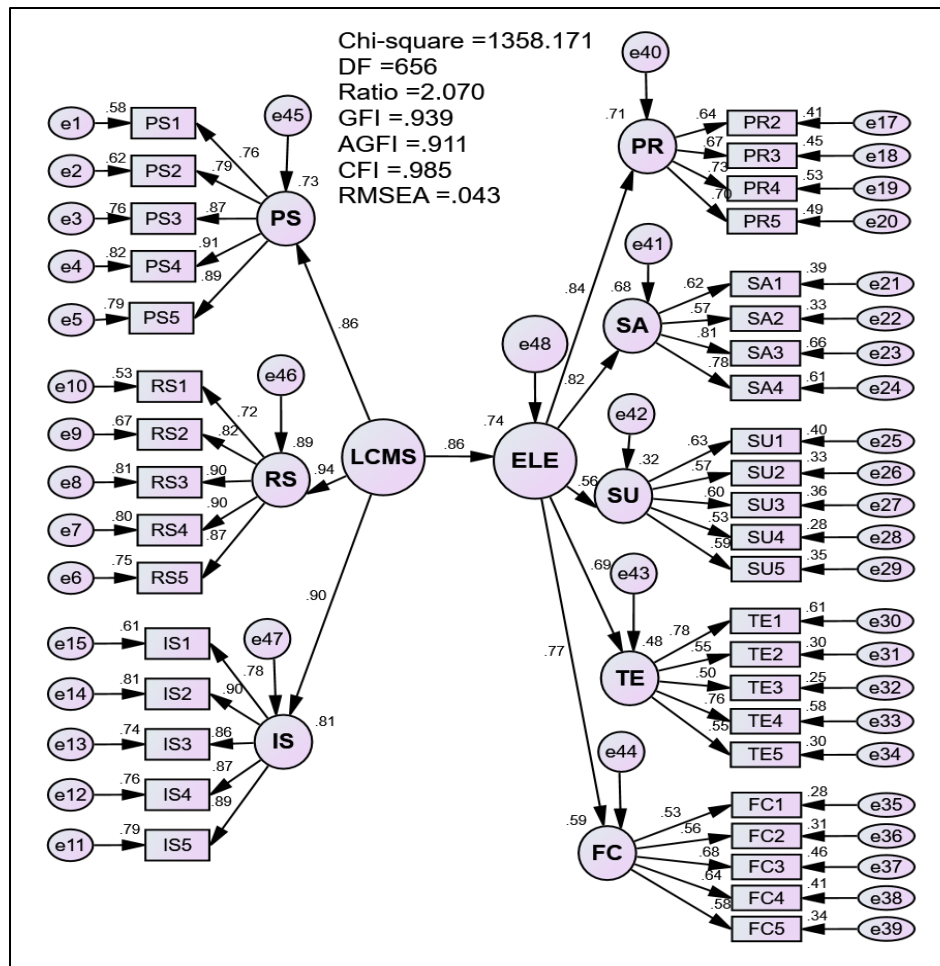 Chi-square =1358.171
DF =656
Ratio =2.070
GFI =.939
AGFI =.911
CFI =.985
RMSEA =.043
e1 .58 PS1 .76
e2 .62 PS2 .79
e3 .76 PS3 .87
e4 .82 PS4 .91
e5 .79 PS5 .89
e45
.73
PS
.86
e10 .53 RS1 .72
e9 .67 RS2 .82
e8 .81 RS3 .90
e7 .80 RS4 .90
e6 .75 RS5 .87
e46
.89
RS
.94
e15 .61 IS1 .78
e14 .81 IS2 .90
e13 .74 IS3 .86
e12 .76 IS4 .87
e11 .79 IS5 .89
e47
.81
IS
.90
LCMS
.86
e48
.74
ELE
e40
.71
PR
.84
.64 PR2 .41 e17
.67 PR3 .45 e18
.73 PR4 .53 e19
.70 PR5 .49 e20
e41
.68
SA
.82
.62 SA1 .39 e21
.57 SA2 .33 e22
.81 SA3 .66 e23
.78 SA4 .61 e24
e42
.32
SU
.56
.63 SU1 .40 e25
.57 SU2 .33 e26
.60 SU3 .36 e27
.53 SU4 .28 e28
.59 SU5 .35 e29
e43
.48
TE
.69
.78 TE1 .61 e30
.55 TE2 .30 e31
.50 TE3 .25 e32
.76 TE4 .58 e33
.55 TE5 .30 e34
e44
.59
FC
.77
.53 FC1 .28 e35
.56 FC2 .31 e36
.68 FC3 .46 e37
.64 FC4 .41 e38
.58 FC5 .34 e39